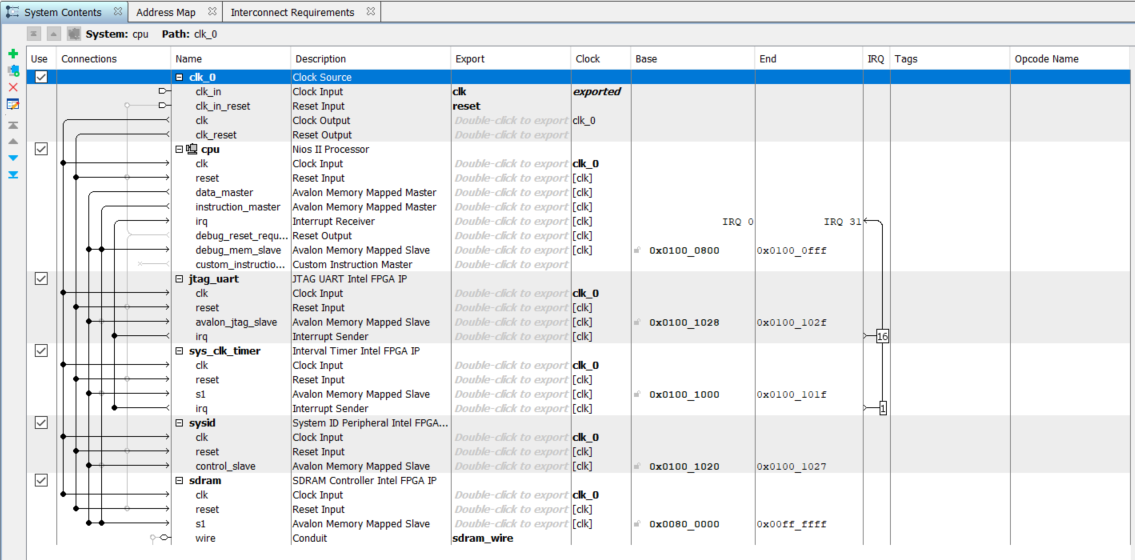 System Contents Address Map Interconnect Requirements
System: cpu Path: clk_0
Use Connections Name Description Export Clock Base End IRQ Tags Opcode Name
clk_0 Clock Source
clk_in Clock Input clk exported
clk_in_reset Reset Input reset
clk Clock Output Double-click to export clk_0
clk_reset Reset Output Double-click to export
cpu Nios II Processor
clk Clock Input Double-click to export clk_0
reset Reset Input Double-click to export [clk]
data_master Avalon Memory Mapped Master Double-click to export [clk]
instruction_master Avalon Memory Mapped Master Double-click to export [clk]
irq Interrupt Receiver Double-click to export [clk] IRQ 0 IRQ 31
debug_reset_requ... Reset Output Double-click to export [clk]
debug_mem_slave Avalon Memory Mapped Slave Double-click to export [clk] 0x0100_0800 0x0100_0fff
custom_instructio... Custom Instruction Master Double-click to export
jtag_uart JTAG UART Intel FPGA IP
clk Clock Input Double-click to export clk_0
reset Reset Input Double-click to export [clk]
avalon_jtag_slave Avalon Memory Mapped Slave Double-click to export [clk] 0x0100_1028 0x0100_102f
irq Interrupt Sender Double-click to export [clk] 16
sys_clk_timer Interval Timer Intel FPGA IP
clk Clock Input Double-click to export clk_0
reset Reset Input Double-click to export [clk]
s1 Avalon Memory Mapped Slave Double-click to export [clk] 0x0100_1000 0x0100_101f
irq Interrupt Sender Double-click to export [clk] 1
sysid System ID Peripheral Intel FPGA...
clk Clock Input Double-click to export clk_0
reset Reset Input Double-click to export [clk]
control_slave Avalon Memory Mapped Slave Double-click to export [clk] 0x0100_1020 0x0100_1027
sdram SDRAM Controller Intel FPGA IP
clk Clock Input Double-click to export clk_0
reset Reset Input Double-click to export [clk]
s1 Avalon Memory Mapped Slave Double-click to export [clk] 0x0080_0000 0x00ff_ffff
wire Conduit sdram_wire